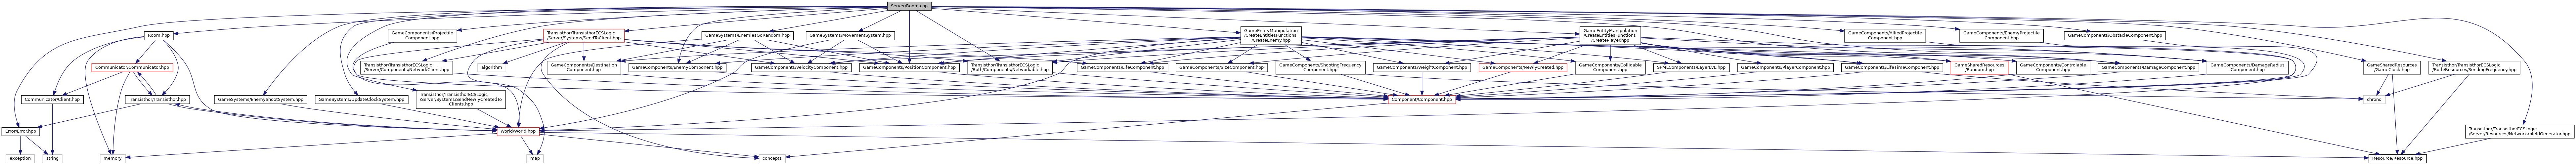 Server/Room.cpp
Room.hpp
GameComponents/Projectile
Component.hpp
Transisthor/TransisthorECSLogic
/Server/Systems/SendToClient.hpp
GameSystems/EnemiesGoRandom.hpp
GameSystems/MovementSystem.hpp
GameEntityManipulation
/CreateEntitiesFunctions
/CreateEnemy.hpp
GameEntityManipulation
/CreateEntitiesFunctions
/CreatePlayer.hpp
GameComponents/AlliedProjectile
Component.hpp
GameComponents/EnemyProjectile
Component.hpp
GameComponents/ObstacleComponent.hpp
Communicator/Communicator.hpp
algorithm
Transisthor/TransisthorECSLogic
/Server/Components/NetworkClient.hpp
GameComponents/Destination
Component.hpp
GameComponents/EnemyComponent.hpp
GameComponents/VelocityComponent.hpp
GameComponents/PositionComponent.hpp
Transisthor/TransisthorECSLogic
/Both/Components/Networkable.hpp
GameComponents/LifeComponent.hpp
GameComponents/SizeComponent.hpp
GameComponents/ShootingFrequency
Component.hpp
GameComponents/WeightComponent.hpp
GameComponents/NewlyCreated.hpp
GameComponents/Collidable
Component.hpp
SFMLComponents/LayerLvL.hpp
GameComponents/PlayerComponent.hpp
GameComponents/LifeTimeComponent.hpp
GameSharedResources
/Random.hpp
GameComponents/Controlable
Component.hpp
GameComponents/DamageComponent.hpp
GameComponents/DamageRadius
Component.hpp
GameSharedResources
/GameClock.hpp
Transisthor/TransisthorECSLogic
/Both/Resources/SendingFrequency.hpp
Communicator/Client.hpp
Transisthor/Transisthor.hpp
GameSystems/EnemyShootSystem.hpp
GameSystems/UpdateClockSystem.hpp
Transisthor/TransisthorECSLogic
/Server/Systems/SendNewlyCreatedTo
Clients.hpp
Component/Component.hpp
chrono
Error/Error.hpp
World/World.hpp
Transisthor/TransisthorECSLogic
/Server/Resources/NetworkableIdGenerator.hpp
exception
string
memory
map
concepts
Resource/Resource.hpp